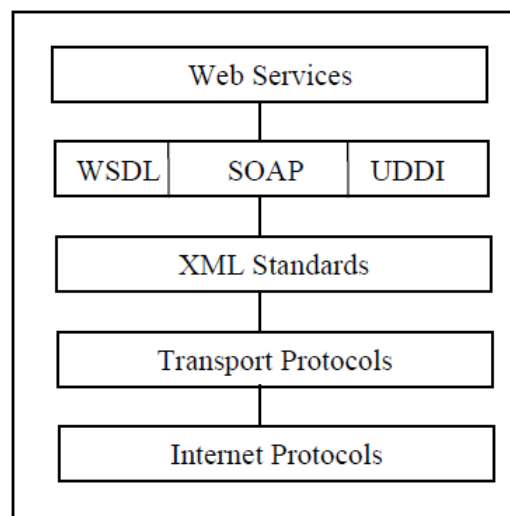 Web Services
WSDL SOAP UDDI
XML Standards
Transport Protocols
Internet Protocols